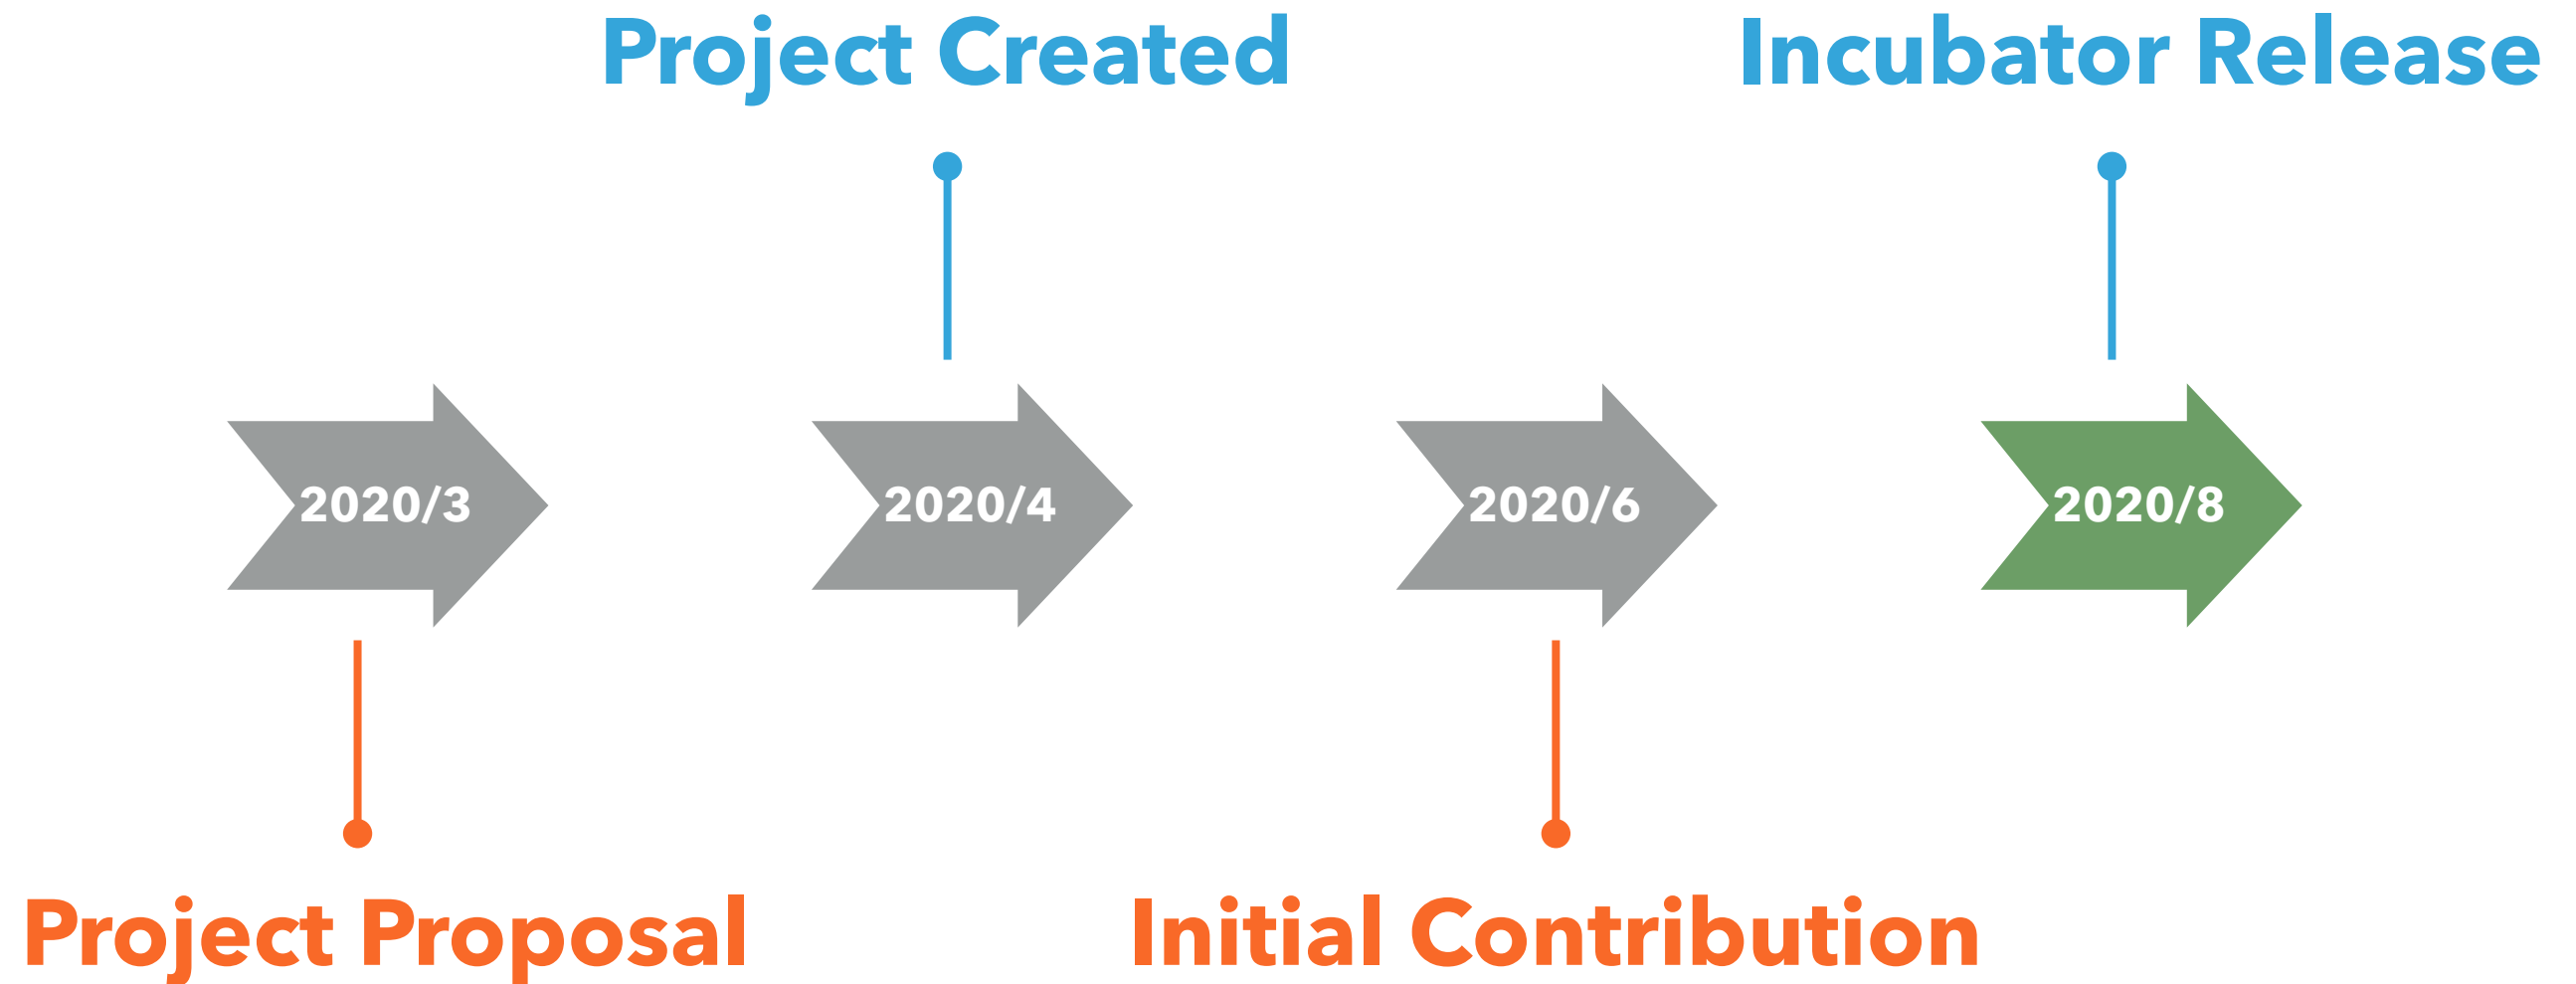 Project Created
Incubator Release
2020/3
2020/4
2020/6
2020/8
Project Proposal
Initial Contribution